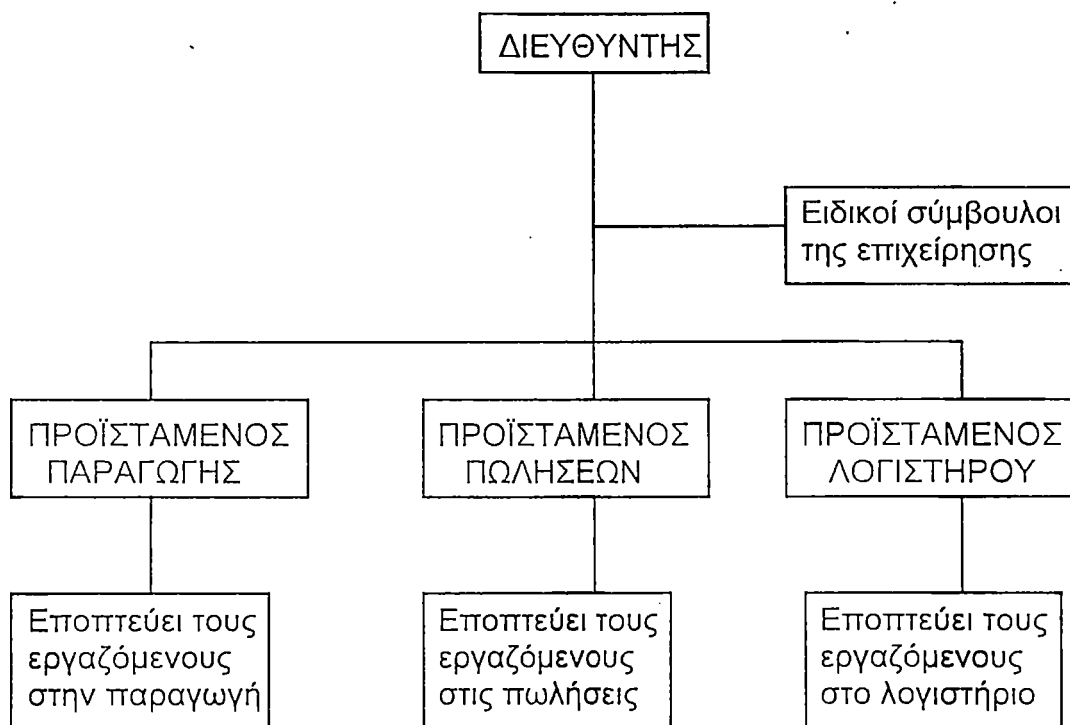 ΔΙΕΥΘΥΝΤΗΣ
Ειδικοί σύμβουλοι
της επιχείρησης
ΠΡΟΪΣΤΑΜΕΝΟΣ
ΠΑΡΑΓΩΓΗΣ
ΠΡΟΪΣΤΑΜΕΝΟΣ
ΠΩΛΗΣΕΩΝ
ΠΡΟΪΣΤΑΜΕΝΟΣ
ΛΟΓΙΣΤΗΡΟΥ
Εποπτεύει τους
εργαζόμενους
στην παραγωγή
Εποπτεύει τους
εργαζόμενους
στις πωλήσεις
Εποπτεύει τους
εργαζόμενους
στο λογιστήριο